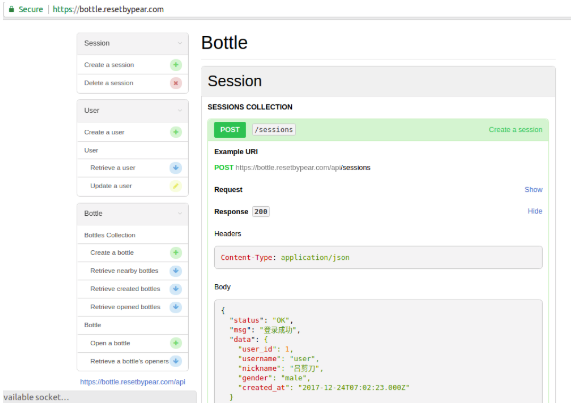 Secure https://bottle.resetbypear.com
Session
Create a session
Delete a session
User
Create a user
User
Retrieve a user
Update a user
Bottle
Bottles Collection
Create a bottle
Retrieve nearby bottles
Retrieve created bottles
Retrieve opened bottles
Bottle
Open a bottle
Retrieve a bottle's openers
https://bottle.resetbypear.com/api
vailable socket...
Bottle
Session
SESSIONS COLLECTION
POST /sessions Create a session
Example URI
POST https://bottle.resetbypear.com/api/sessions
Request Show
Response 200 Hide
Headers
Content-Type: application/json
Body
{
"status": "OK",
"msg": "登录成功",
"data": {
"user_id": 1,
"username": "user",
"nickname": "吕剪刀",
"gender": "male",
"created_at": "2017-12-24T07:02:23.000Z"
}